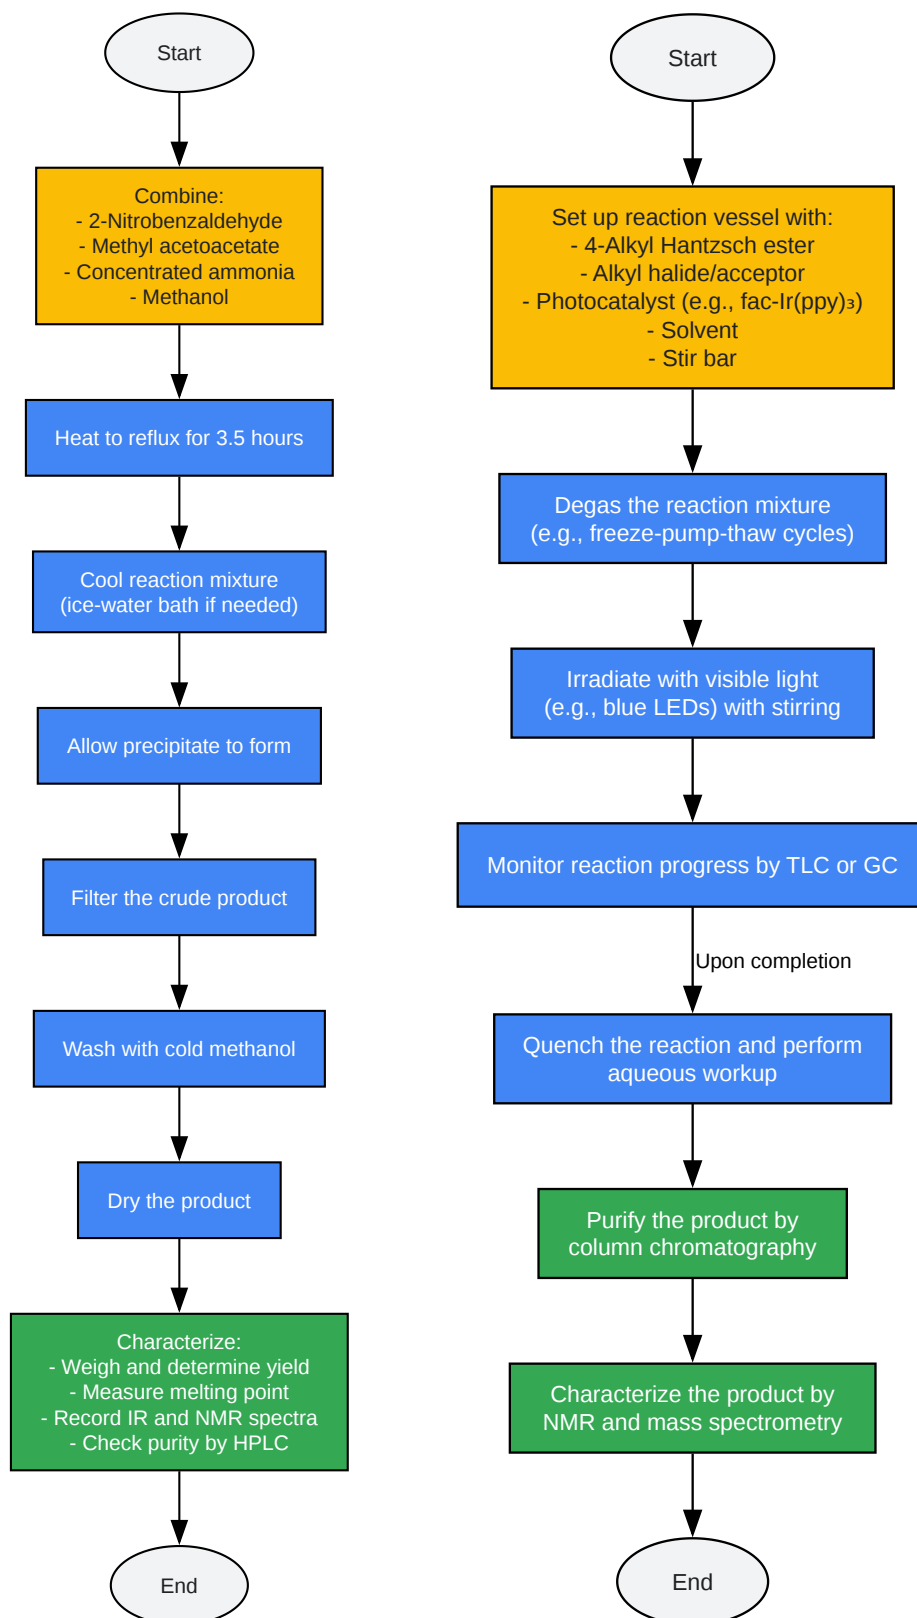 Start
Combine:
- 2-Nitrobenzaldehyde
- Methyl acetoacetate
- Concentrated ammonia
- Methanol
Heat to reflux for 3.5 hours
Cool reaction mixture
(ice-water bath if needed)
Allow precipitate to form
Filter the crude product
Wash with cold methanol
Dry the product
Characterize:
- Weigh and determine yield
- Measure melting point
- Record IR and NMR spectra
- Check purity by HPLC
End
Start
Set up reaction vessel with:
- 4-Alkyl Hantzsch ester
- Alkyl halide/acceptor
- Photocatalyst (e.g., fac-Ir(ppy)₃)
- Solvent
- Stir bar
Degas the reaction mixture
(e.g., freeze-pump-thaw cycles)
Irradiate with visible light
(e.g., blue LEDs) with stirring
Monitor reaction progress by TLC or GC
Upon completion
Quench the reaction and perform
aqueous workup
Purify the product by
column chromatography
Characterize the product by
NMR and mass spectrometry
End